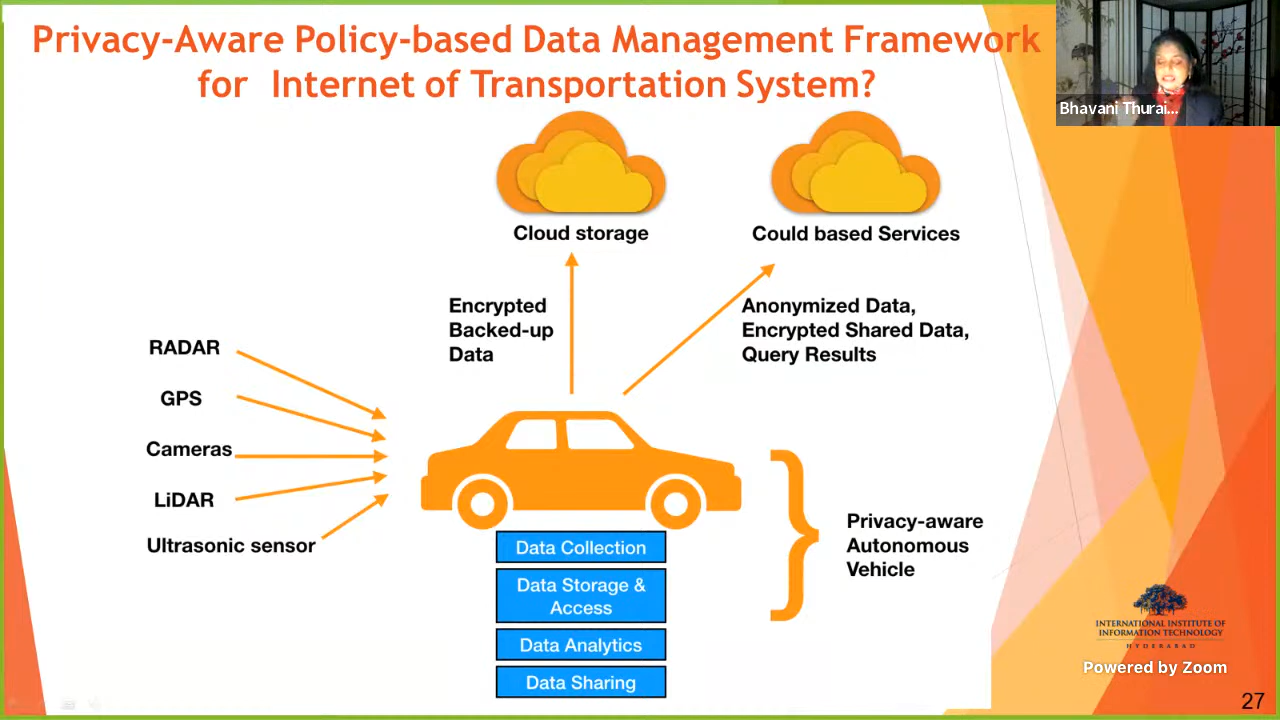 Privacy-Aware Policy-based Data Management Framework
for Internet of Transportation System?
Bhavani Thurai...
Cloud storage
Could based Services
Encrypted
Backed-up
Data
Anonymized Data,
Encrypted Shared Data,
Query Results
RADAR
GPS
Cameras
LiDAR
Ultrasonic sensor
Data Collection
Data Storage &
Access
Data Analytics
Data Sharing
Privacy-aware
Autonomous
Vehicle
INTERNATIONAL INSTITUTE OF
INFORMATION TECHNOLOGY
HYDERABAD
Powered by Zoom
27